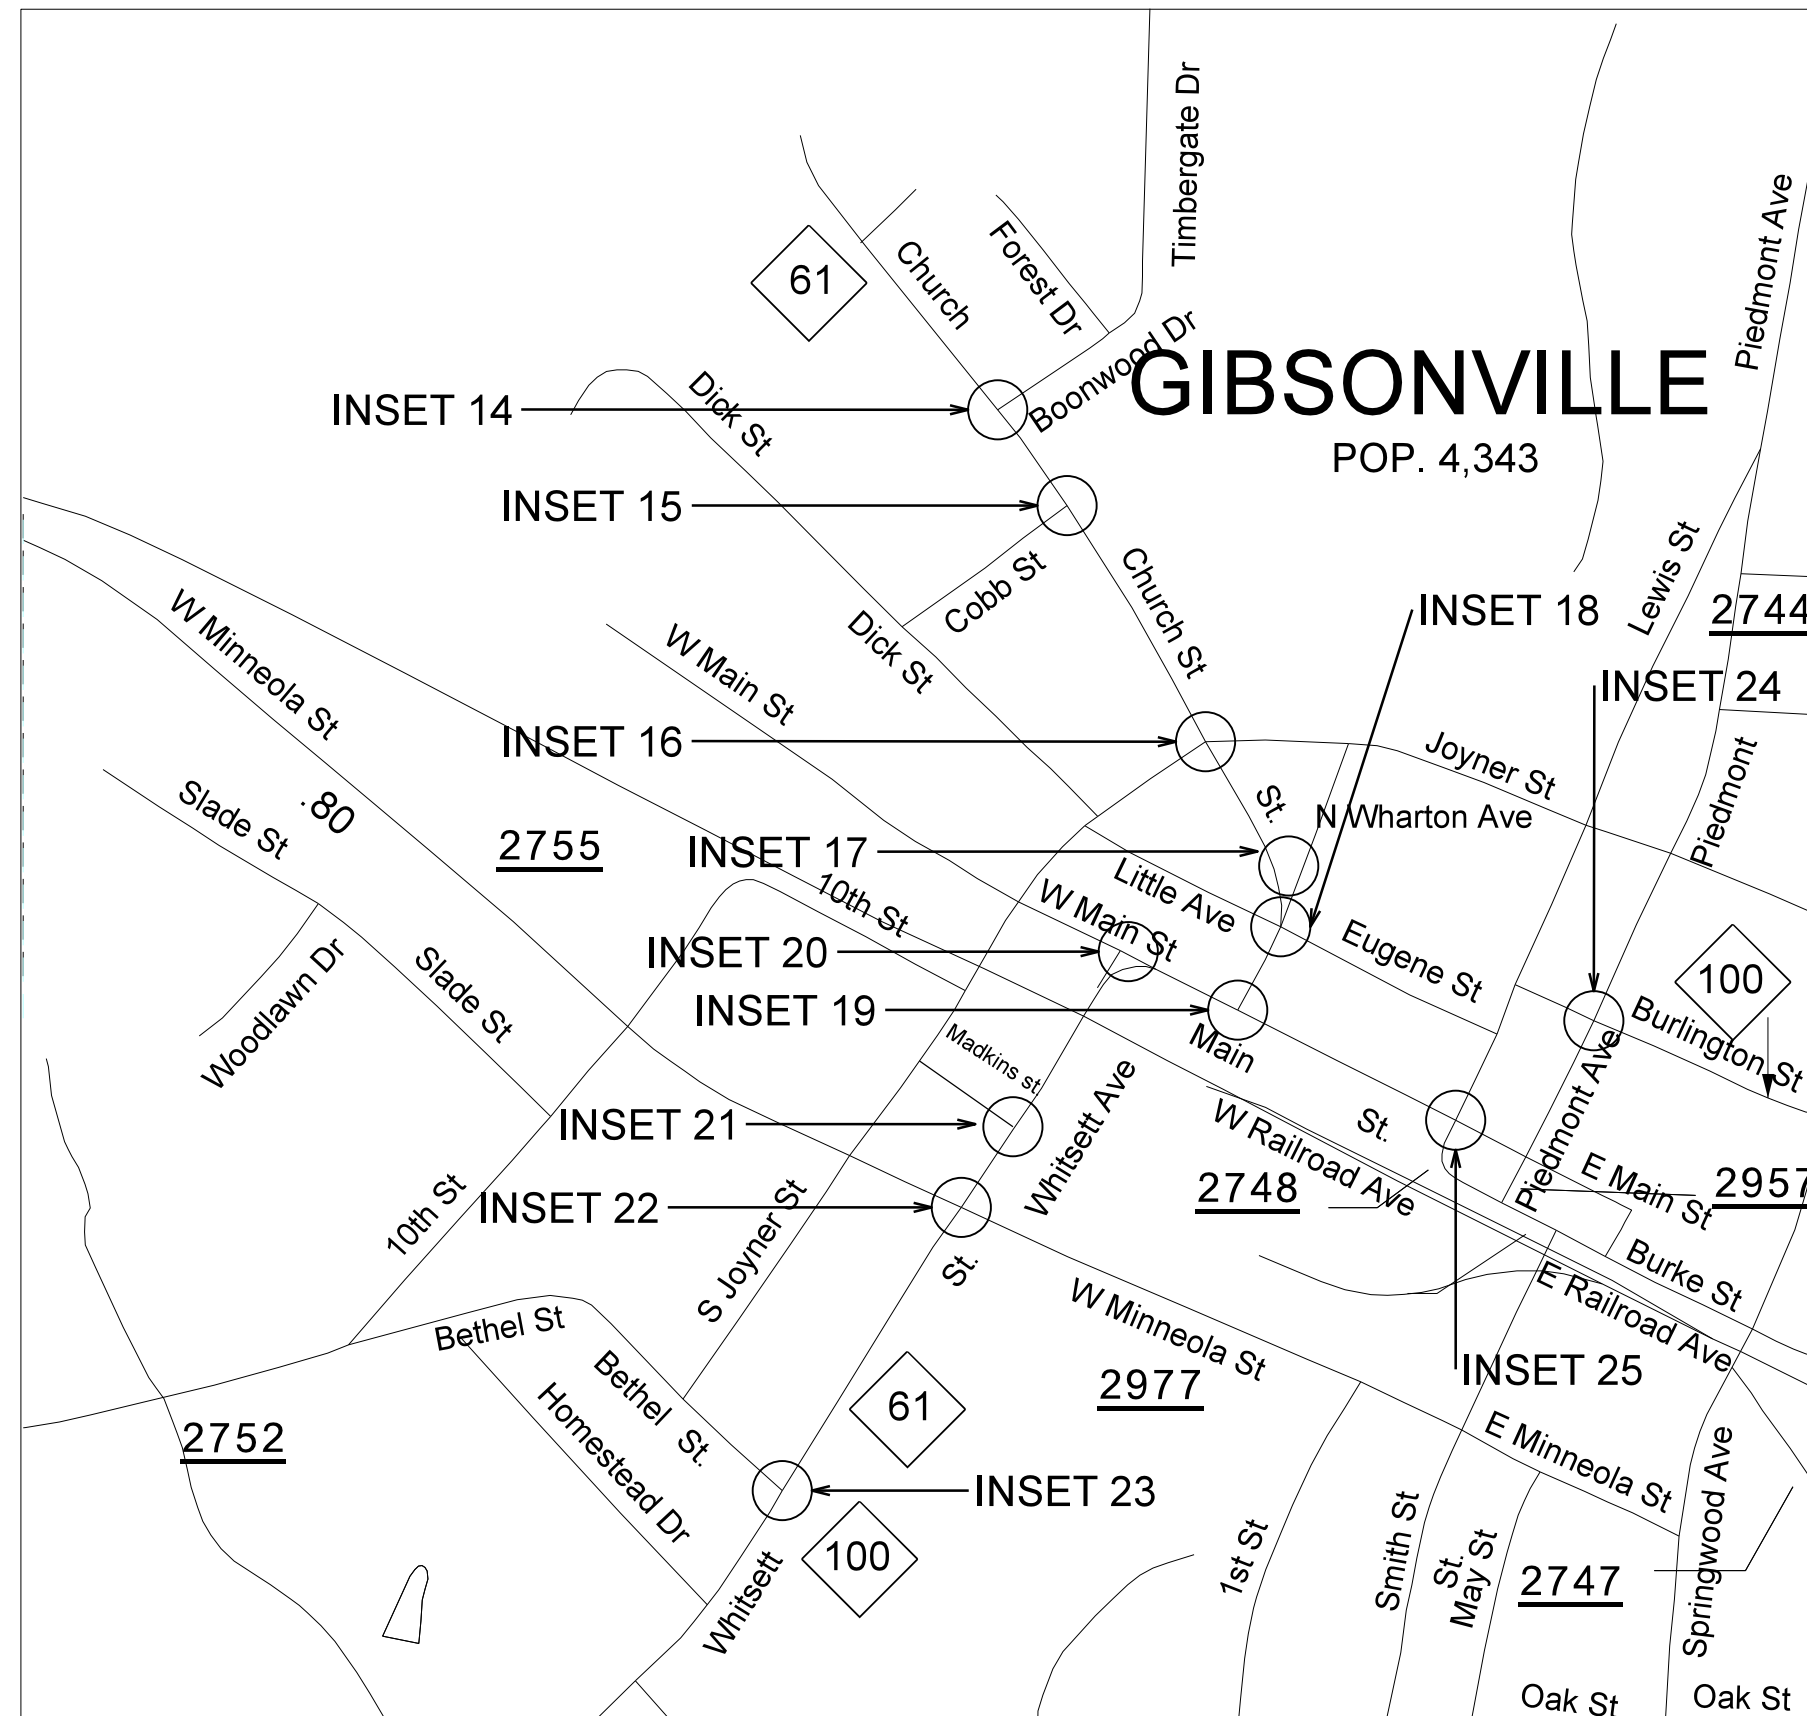 Timbergate Dr
Piedmont Ave
61
Church
Forest Dr
Boonwood Dr
GIBSONVILLE
POP. 4,343
INSET 14
Dick St
INSET 15
Cobb St
Church St
Lewis St
INSET 18
2744
W Minneola St
W Main St
Dick St
INSET 24
INSET 16
Joyner St
Piedmont
.80
Slade St
St.
N Wharton Ave
2755
INSET 17
Little Ave
10th St
W Main St
Eugene St
INSET 20
100
Woodlawn Dr
Slade St
INSET 19
Burlington St
Main
Madkins st
Piedmont Ave
Whitsett Ave
INSET 21
W Railroad Ave
St.
E Main St
2748
2957
10th St
INSET 22
S Joyner St
St.
Burke St
W Minneola St
E Railroad Ave
Bethel St
INSET 25
Bethel St.
2977
61
Homestead Dr
2752
E Minneola St
INSET 23
Springwood Ave
100
1st St
Smith St
St.
May St
2747
Whitsett
Oak St
Oak St